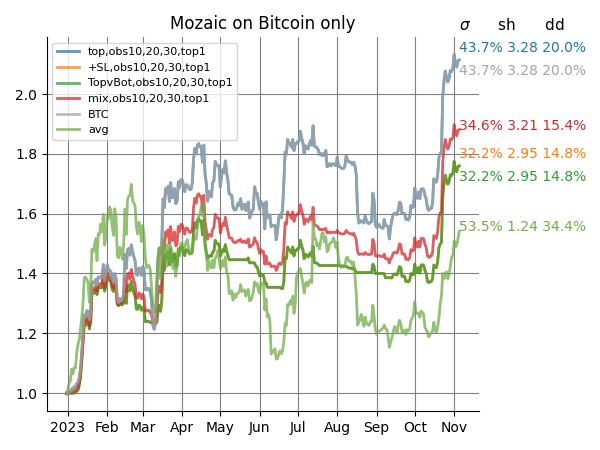 Mozaic on Bitcoin only
σ sh dd
top,obs10,20,30,top1
+SL,obs10,20,30,top1
TopvBot,obs10,20,30,top1
mix,obs10,20,30,top1
BTC
avg
43.7% 3.28 20.0%
43.7% 3.28 20.0%
34.6% 3.21 15.4%
32.2% 2.95 14.8%
32.2% 2.95 14.8%
53.5% 1.24 34.4%
2.0
1.8
1.6
1.4
1.2
1.0
2023 Feb Mar Apr May Jun Jul Aug Sep Oct Nov